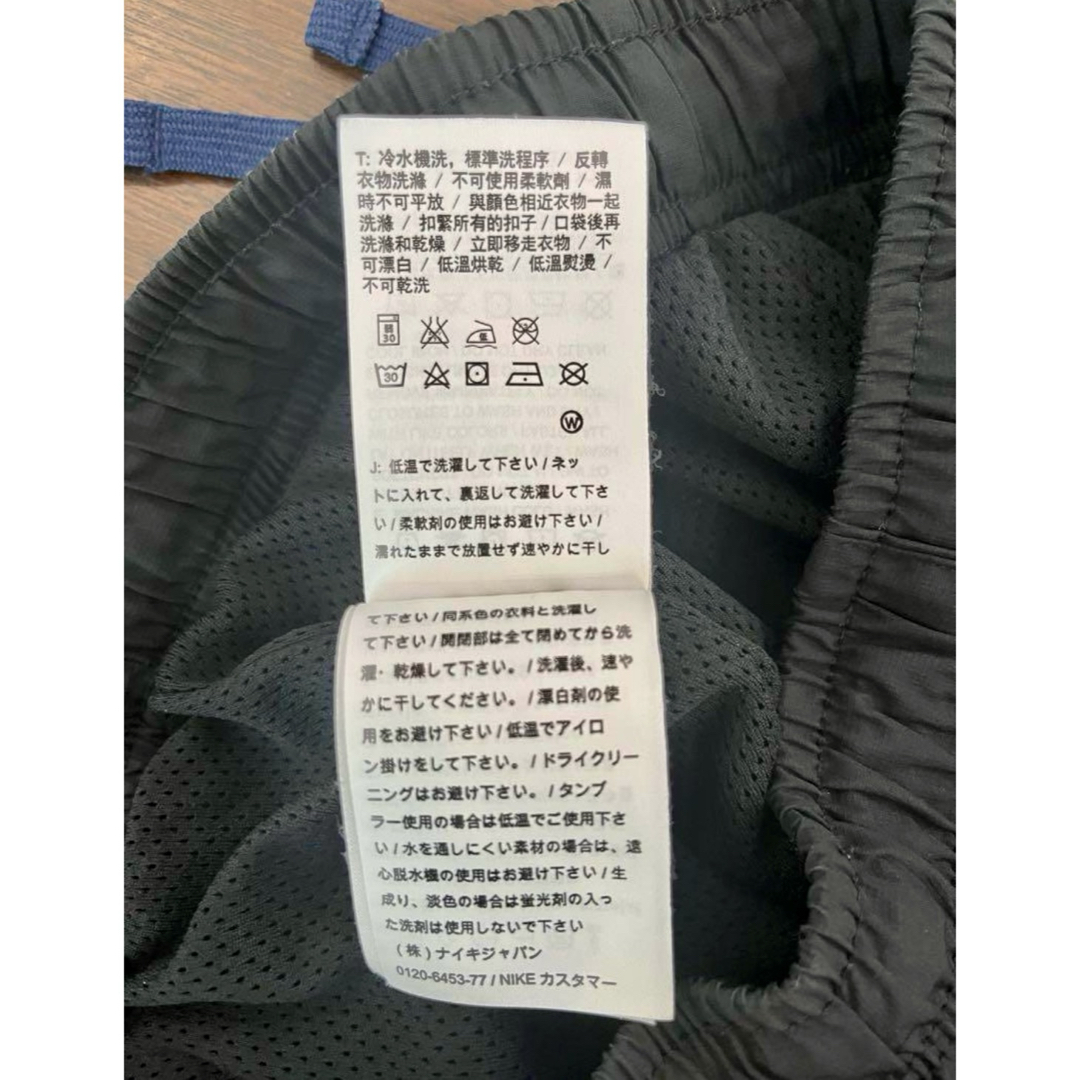 T: 冷水機洗，標準洗程序 / 反轉
衣物洗滌 / 不可使用柔軟劑 / 濕
時不可平放 / 與顏色相近衣物一起
洗滌 / 扣緊所有的扣子 / 口袋後再
洗滌和乾燥 / 立即移走衣物 / 不
可漂白 / 低溫烘乾 / 低溫熨燙 /
不可乾洗
弱
30
低
30
W
J: 低温で洗濯して下さい / ネッ
トに入れて、裏返して洗濯して下さ
い / 柔軟剤の使用はお避け下さい /
濡れたままで放置せず速やかに干し
て下さい / 同系色の衣料と洗濯し
て下さい / 開閉部は全て閉めてから洗
濯・乾燥して下さい。/ 洗濯後、速や
かに干してください。/ 漂白剤の使
用をお避け下さい / 低温でアイロ
ン掛けをして下さい。/ ドライクリー
ニングはお避け下さい。/ タンブ
ラー使用の場合は低温でご使用下さ
い / 水を通しにくい素材の場合は、遠
心脱水機の使用はお避け下さい / 生
成り、淡色の場合は蛍光剤の入っ
た洗剤は使用しないで下さい
(株) ナイキジャパン
0120-6453-77 / NIKE カスタマー